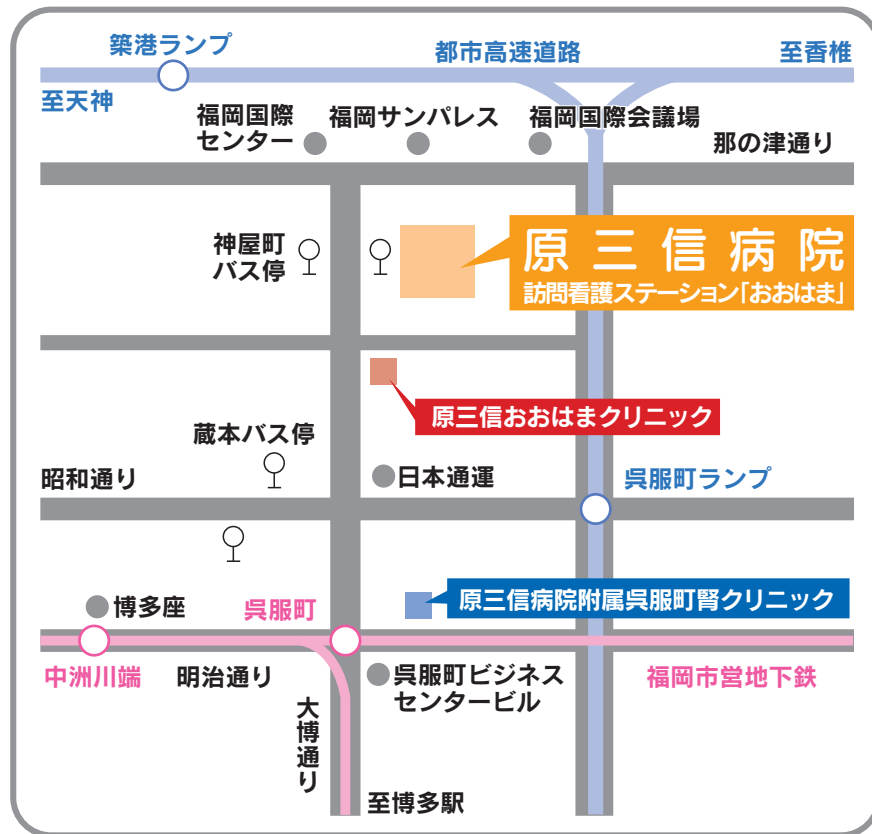 築港ランプ
都市高速道路
至香椎
至天神
福岡国際
センター
福岡サンパレス
福岡国際会議場
那の津通り
神屋町
バス停
原三信病院
訪問看護ステーション「おおはま」
原三信おおはまクリニック
蔵本バス停
昭和通り
日本通運
呉服町ランプ
原三信病院附属呉服町腎クリニック
博多座
呉服町
中洲川端
明治通り
呉服町ビジネス
センタービル
福岡市営地下鉄
大博通り
至博多駅